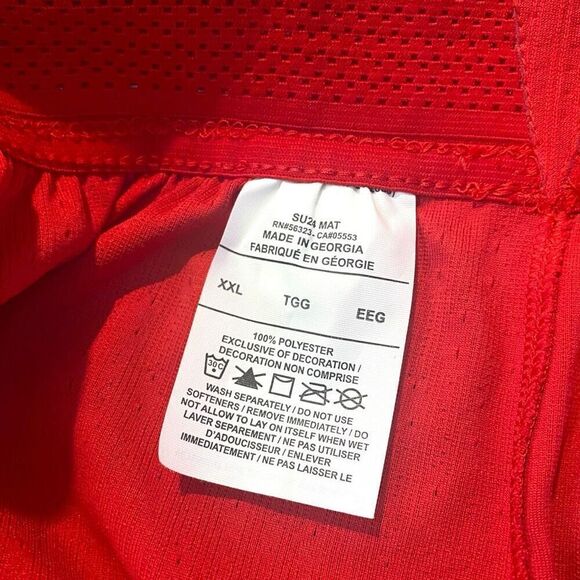 SU24 MAT
RN#56323- CA#05553
MADE IN GEORGIA
FABRIQUÉ EN GÉORGIE
XXL TGG EEG
100% POLYESTER
EXCLUSIVE OF DECORATION /
DECORATION NON COMPRISE
30C
WASH SEPARATELY / DO NOT USE
SOFTENERS / REMOVE IMMEDIATELY / DO
NOT ALLOW TO LAY ON ITSELF WHEN WET
LAVER SEPAREMENT / NE PAS UTILISER
D'ADOUCISSEUR / ENLEVER
IMMÉDIATEMENT / NE PAS LAISSER LE